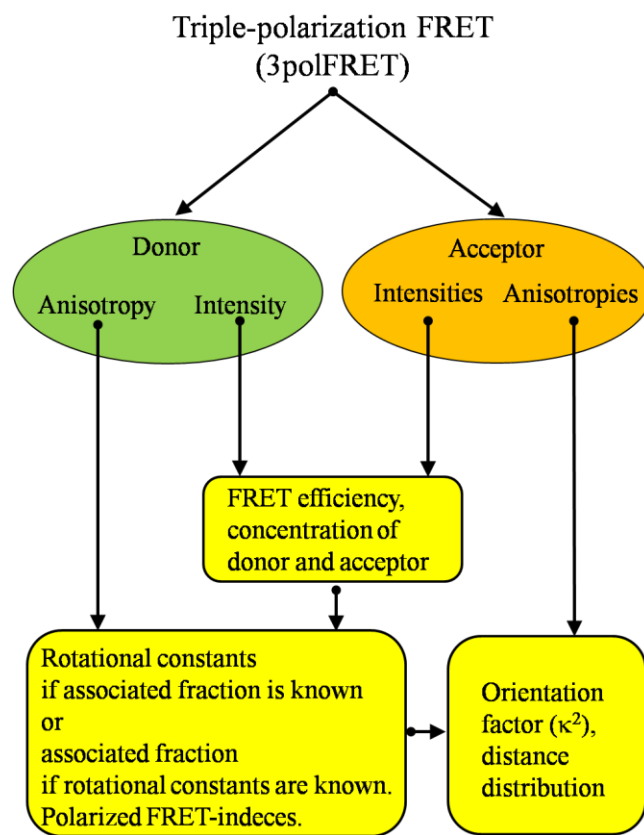 Triple-polarization FRET
(3polFRET)
Donor
Anisotropy
Intensity
Acceptor
Intensities
Anisotropies
FRET efficiency,
concentration of
donor and acceptor
Rotational constants
if associated fraction is known
or
associated fraction
if rotational constants are known.
Polarized FRET-indeces.
Orientation
factor (κ²),
distance
distribution